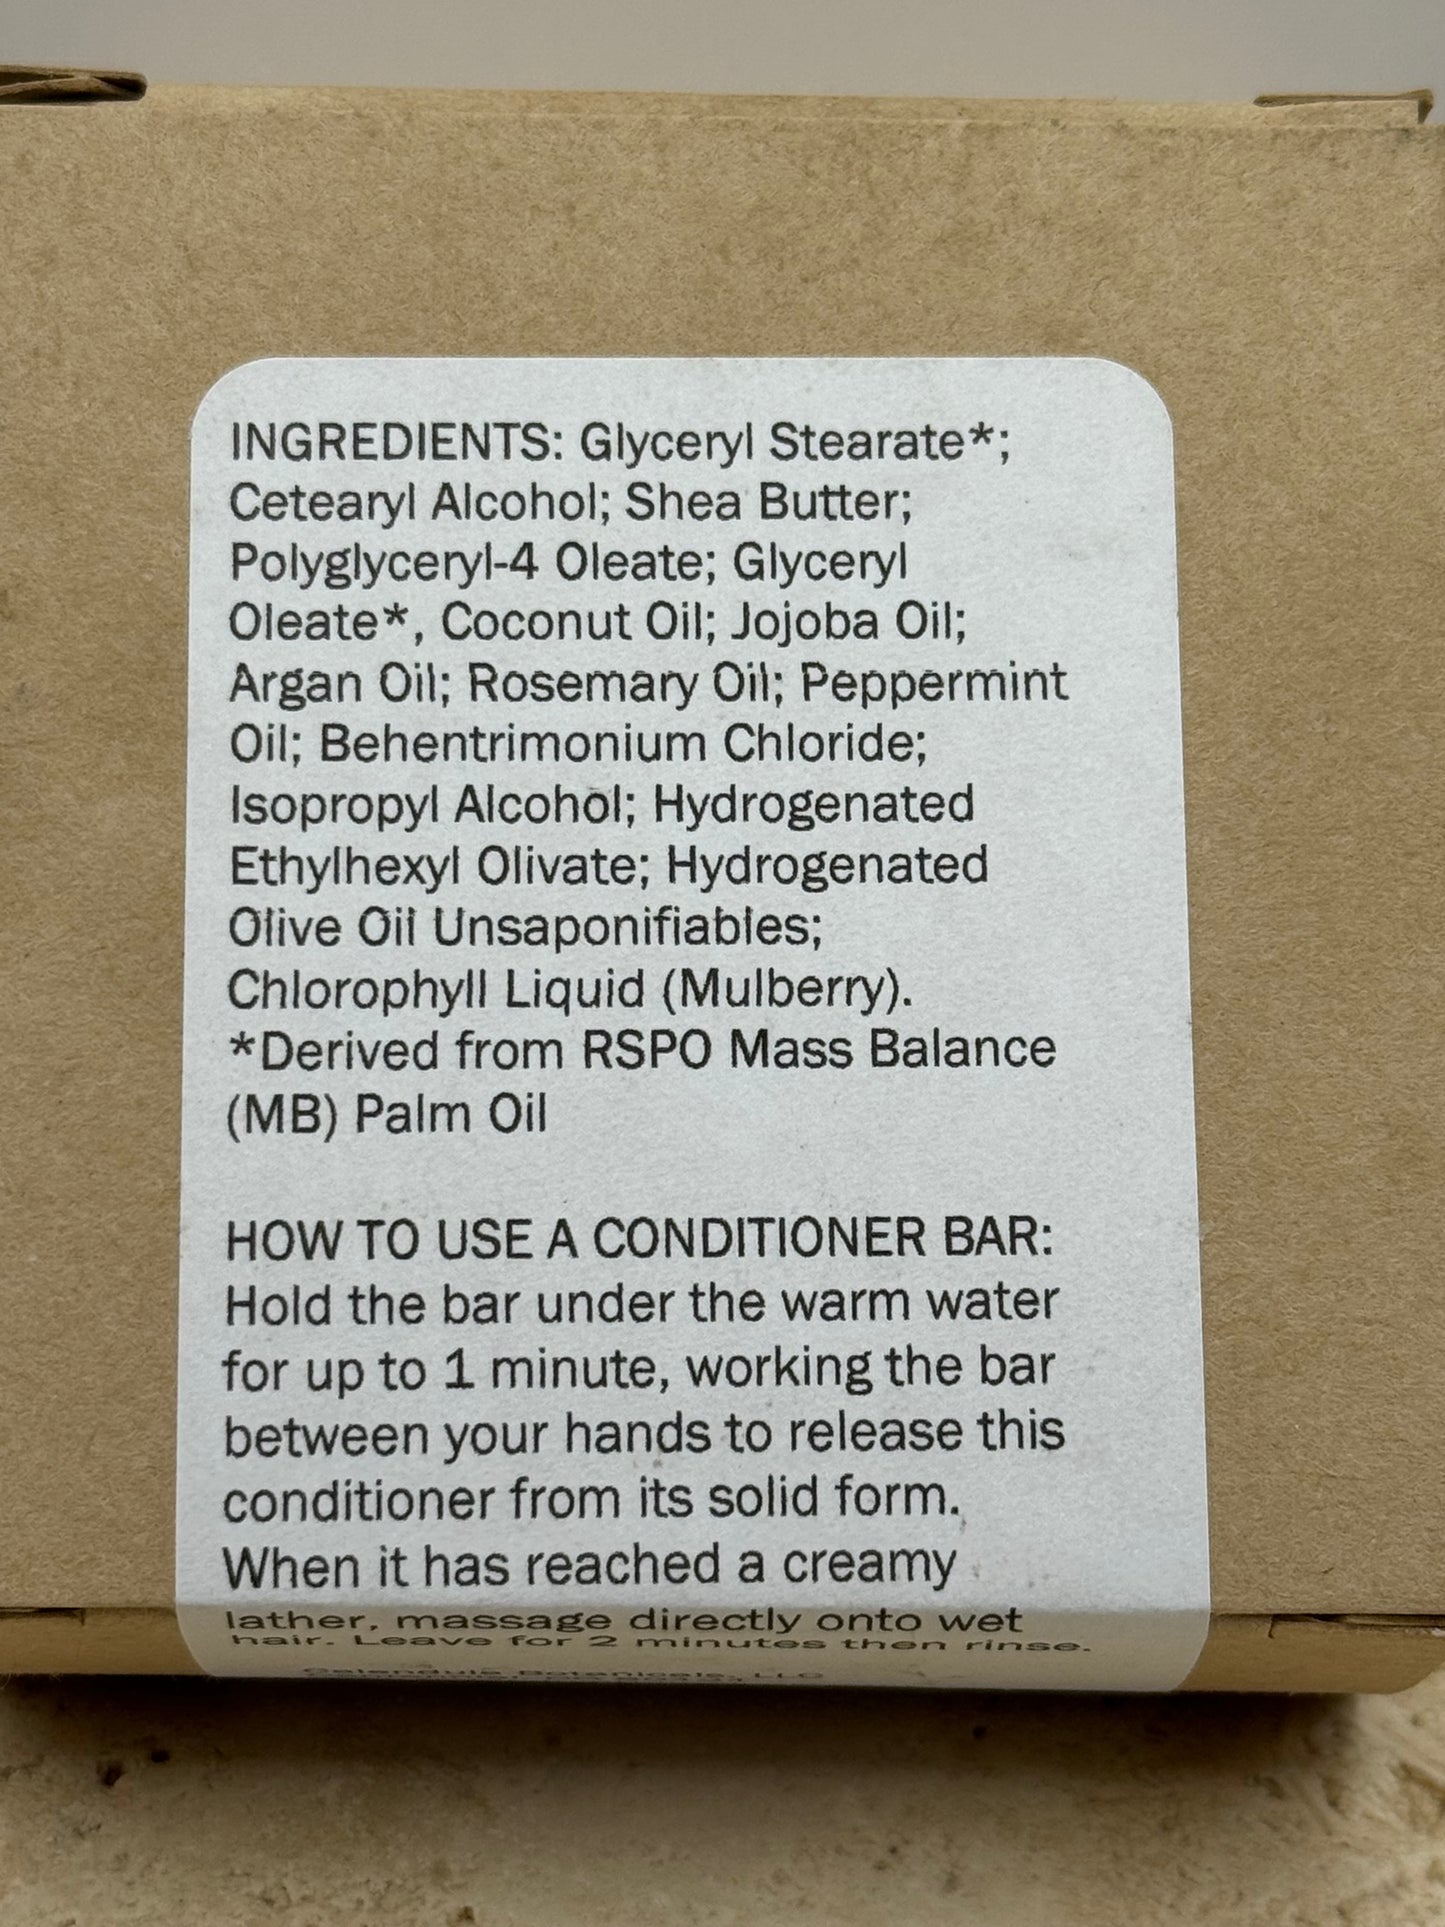 INGREDIENTS: Glyceryl Stearate*;
Cetearyl Alcohol; Shea Butter;
Polyglyceryl-4 Oleate; Glyceryl
Oleate*, Coconut Oil; Jojoba Oil;
Argan Oil; Rosemary Oil; Peppermint
Oil; Behentrimonium Chloride;
Isopropyl Alcohol; Hydrogenated
Ethylhexyl Olivate; Hydrogenated
Olive Oil Unsaponifiables;
Chlorophyll Liquid (Mulberry).
*Derived from RSPO Mass Balance
(MB) Palm Oil
HOW TO USE A CONDITIONER BAR:
Hold the bar under the warm water
for up to 1 minute, working the bar
between your hands to release this
conditioner from its solid form.
When it has reached a creamy
lather, massage directly onto wet
hair. Leave for 2 minutes then rinse.
Calendula Botanicals, LLC